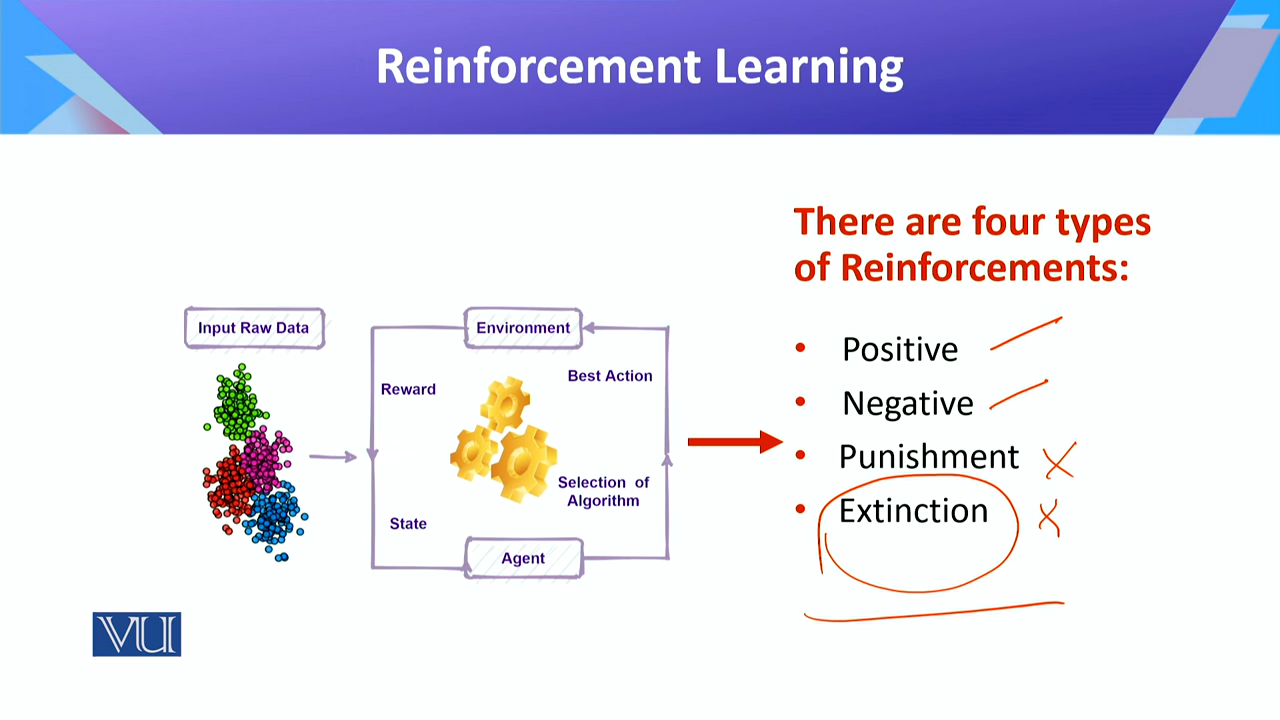 Reinforcement Learning
There are four types
of Reinforcements:
Input Raw Data
Environment
Reward
Best Action
Selection of
Algorithm
State
Agent
• Positive
• Negative
• Punishment X
• Extinction X
VU